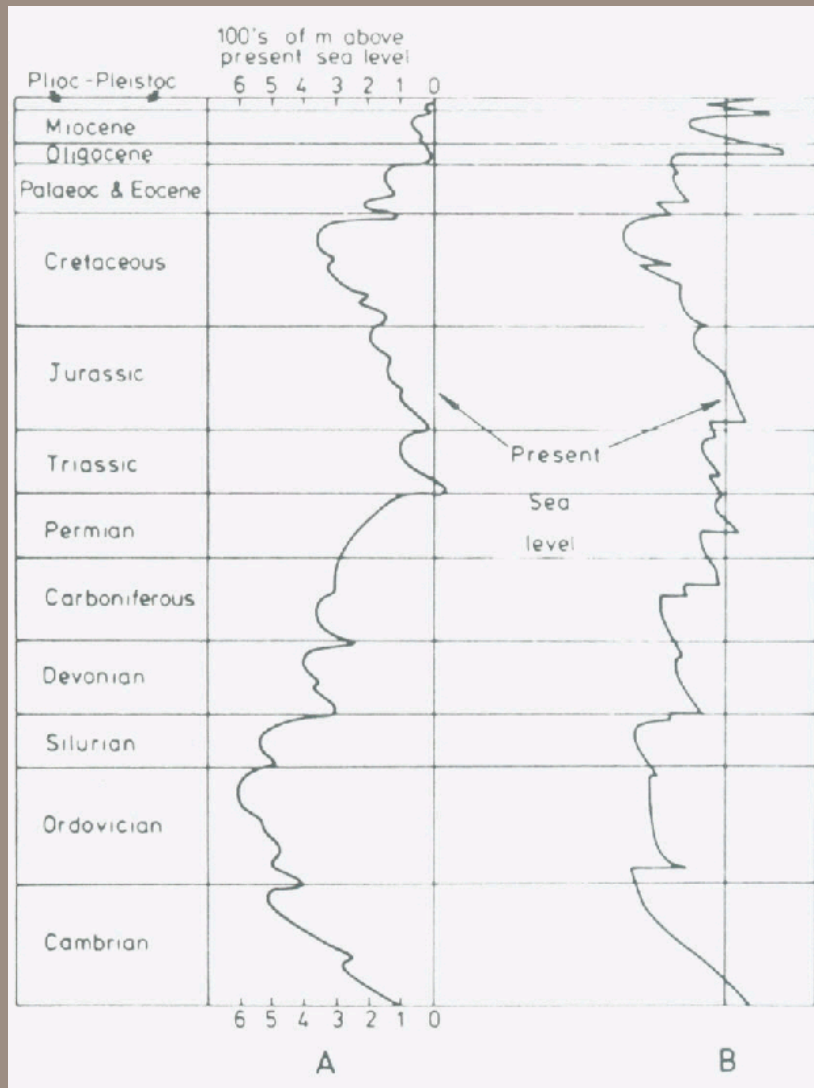 100's of m above
present sea level
6 5 4 3 2 1 0
Plioc-Pleistoc
Miocene
Oligocene
Palaeoc & Eocene
Cretaceous
Jurassic
Triassic
Permian
Carboniferous
Devonian
Silurian
Ordovician
Cambrian
Present
Sea
level
6 5 4 3 2 1 0
A B